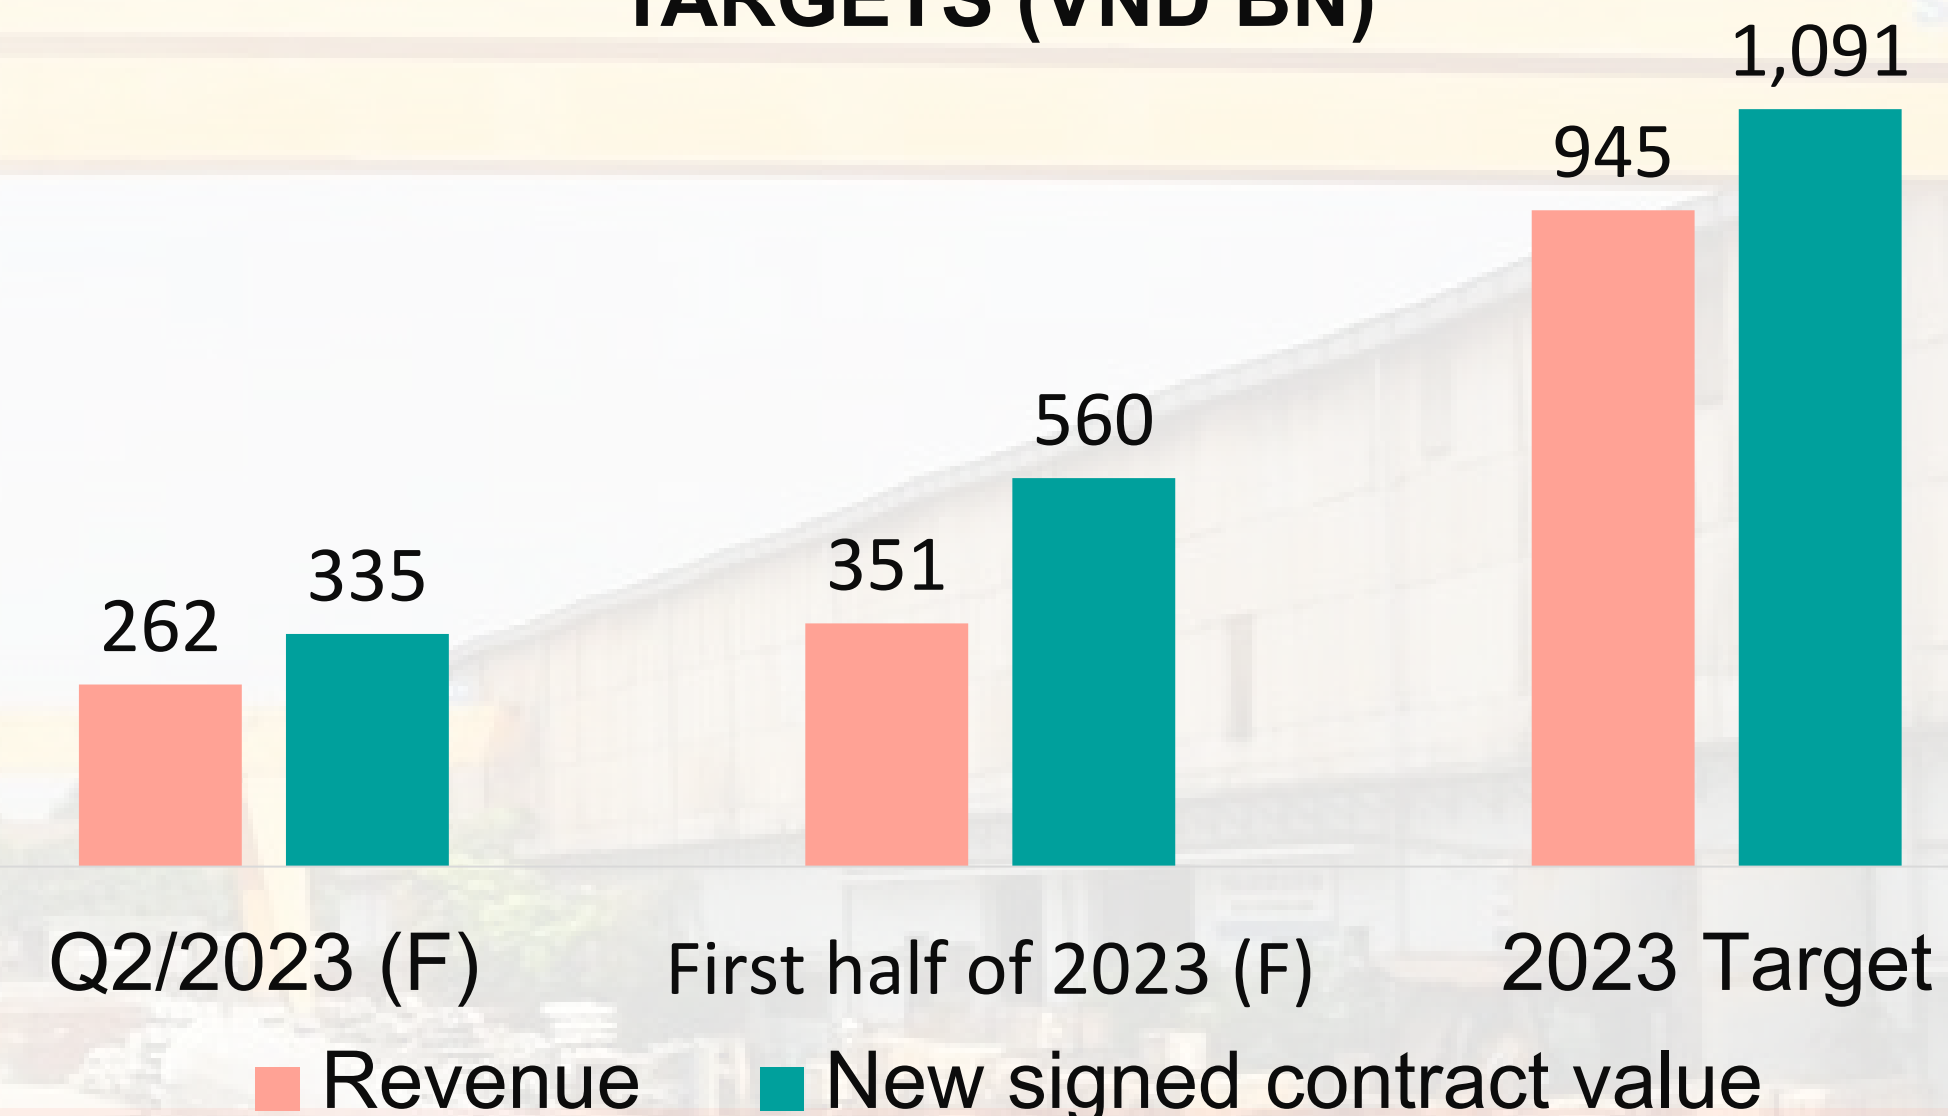 TARGETS (VND BN)
1,091
945
560
351
335
262
Q2/2023 (F) First half of 2023 (F) 2023 Target
Revenue New signed contract value